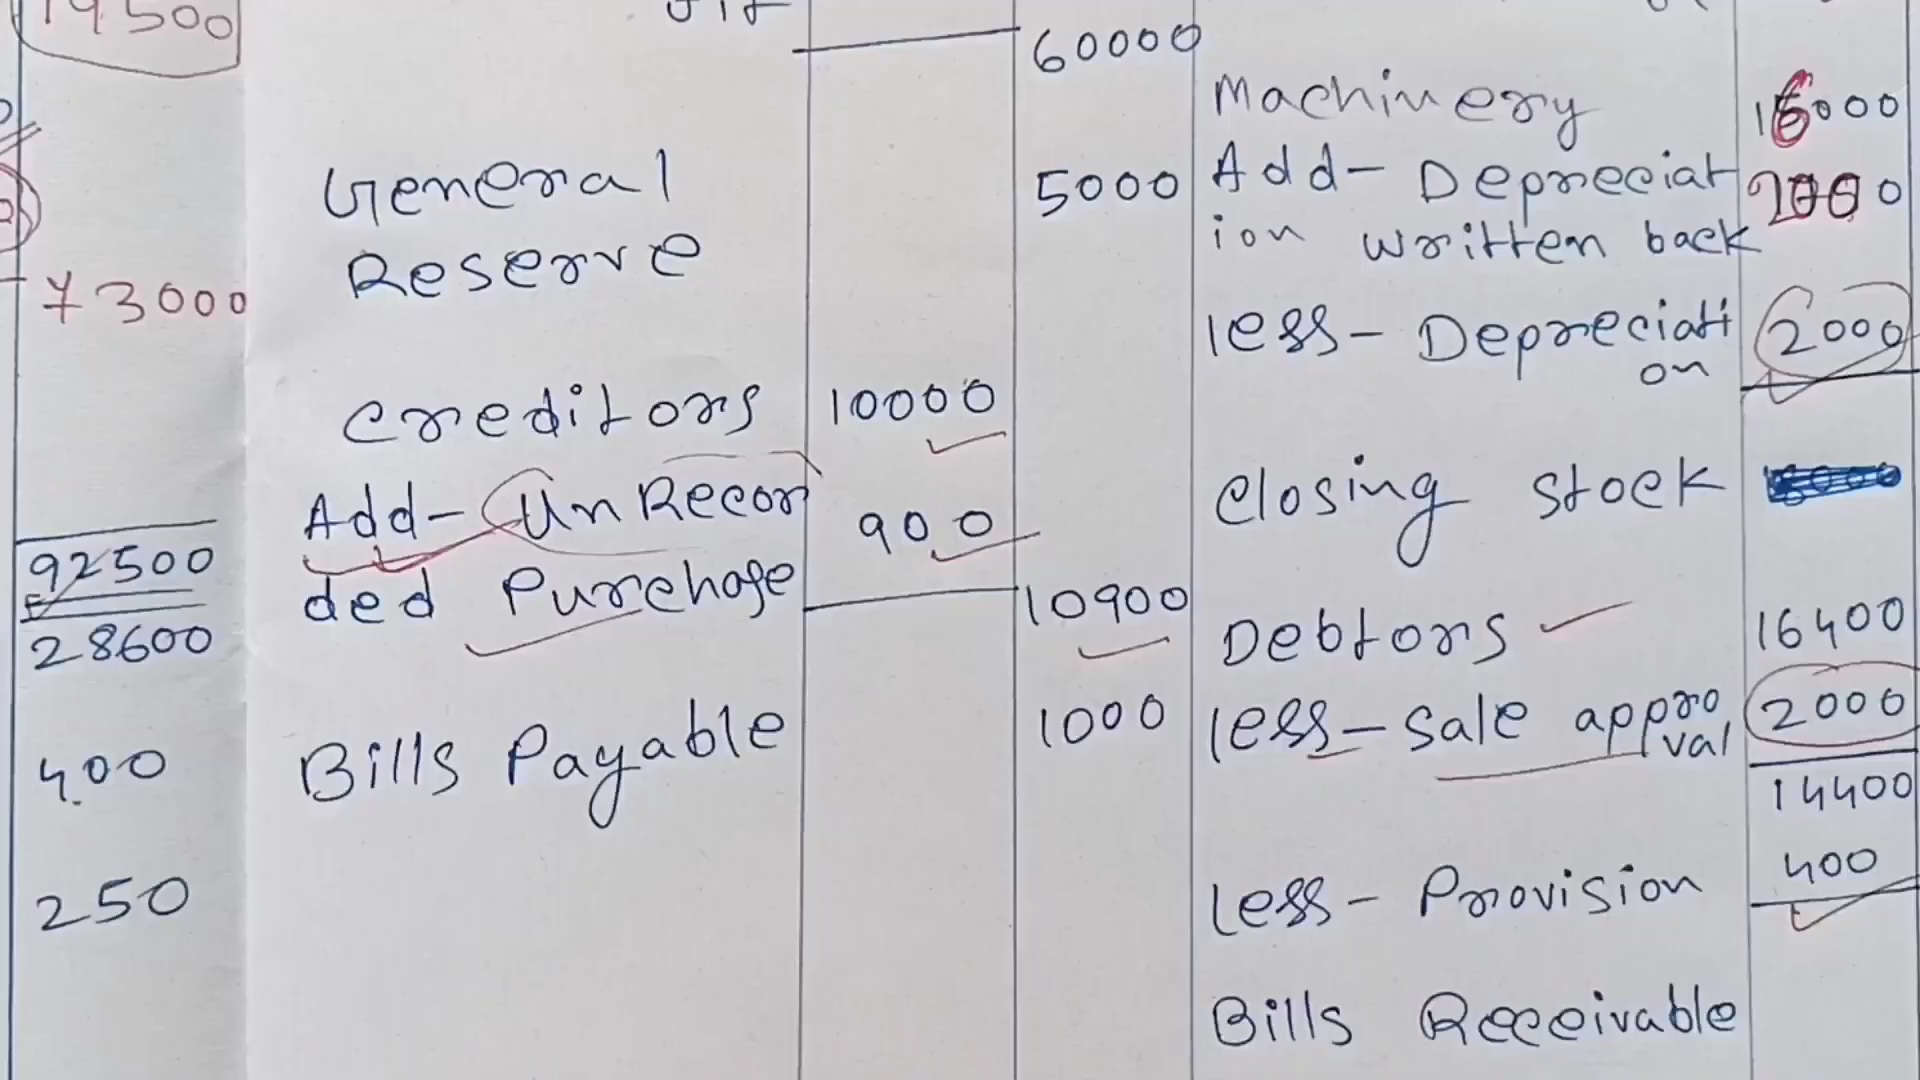 19500
60000
Machinery 16000
General 5000 Add- Depreciat
ion written back
Reserve
73000
less- Depreciati 2000
on
Creditors 10000
Add- UnRecor 900
Closing Stock
92500
ded Purchase 10900
Debtors 16400
28600
Bills Payable 1000
less- Sale appro 2000
val
400
14400
less- Provision 400
250
Bills Receivable